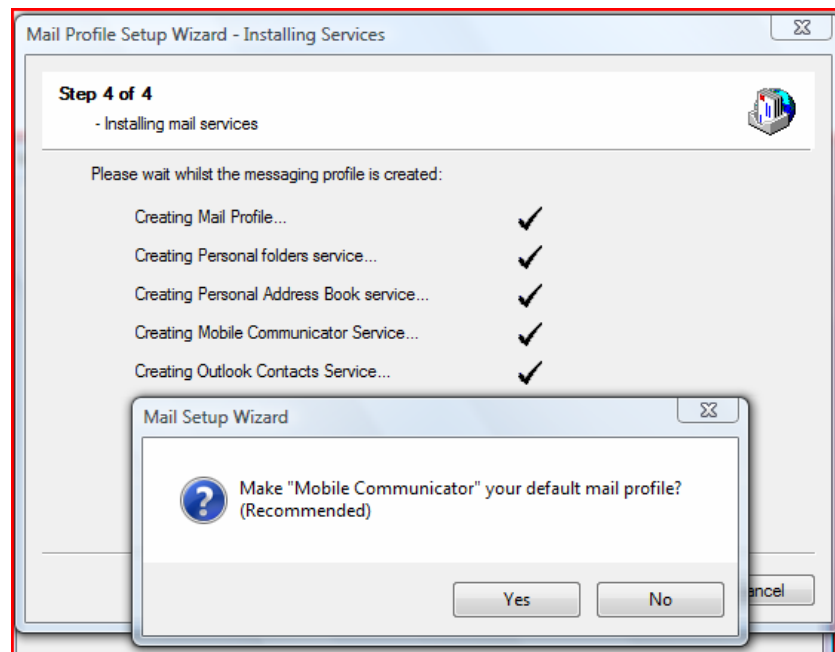 Mail Profile Setup Wizard - Installing Services
Step 4 of 4
- Installing mail services
Please wait whilst the messaging profile is created:
Creating Mail Profile...
Creating Personal folders service...
Creating Personal Address Book service...
Creating Mobile Communicator Service...
Creating Outlook Contacts Service...
Mail Setup Wizard
Make "Mobile Communicator" your default mail profile?
(Recommended)
Yes No